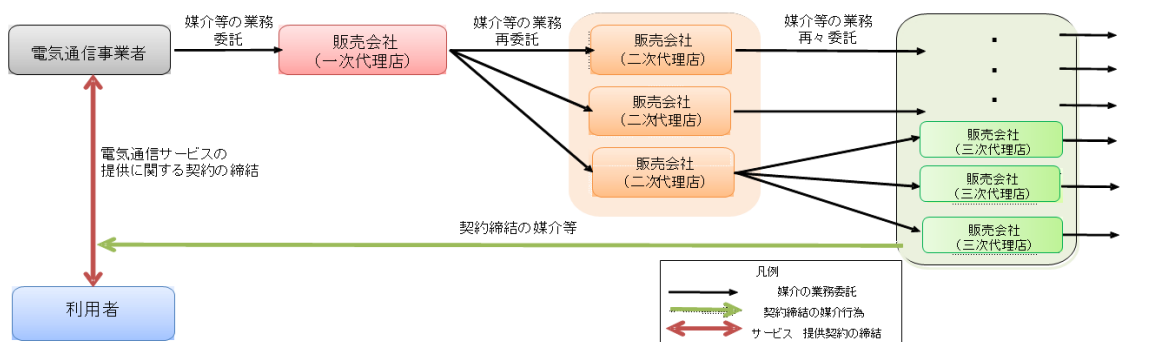 媒介等の業務
委託
媒介等の業務
再委託
媒介等の業務
再々委託
電気通信事業者
販売会社
（一次代理店）
販売会社
（二次代理店）
販売会社
（二次代理店）
販売会社
（二次代理店）
・
・
・
販売会社
（三次代理店）
販売会社
（三次代理店）
販売会社
（三次代理店）
電気通信サービスの
提供に関する契約の締結
契約締結の媒介等
利用者
凡例
媒介の業務委託
契約締結の媒介行為
サービス　提供契約の締結